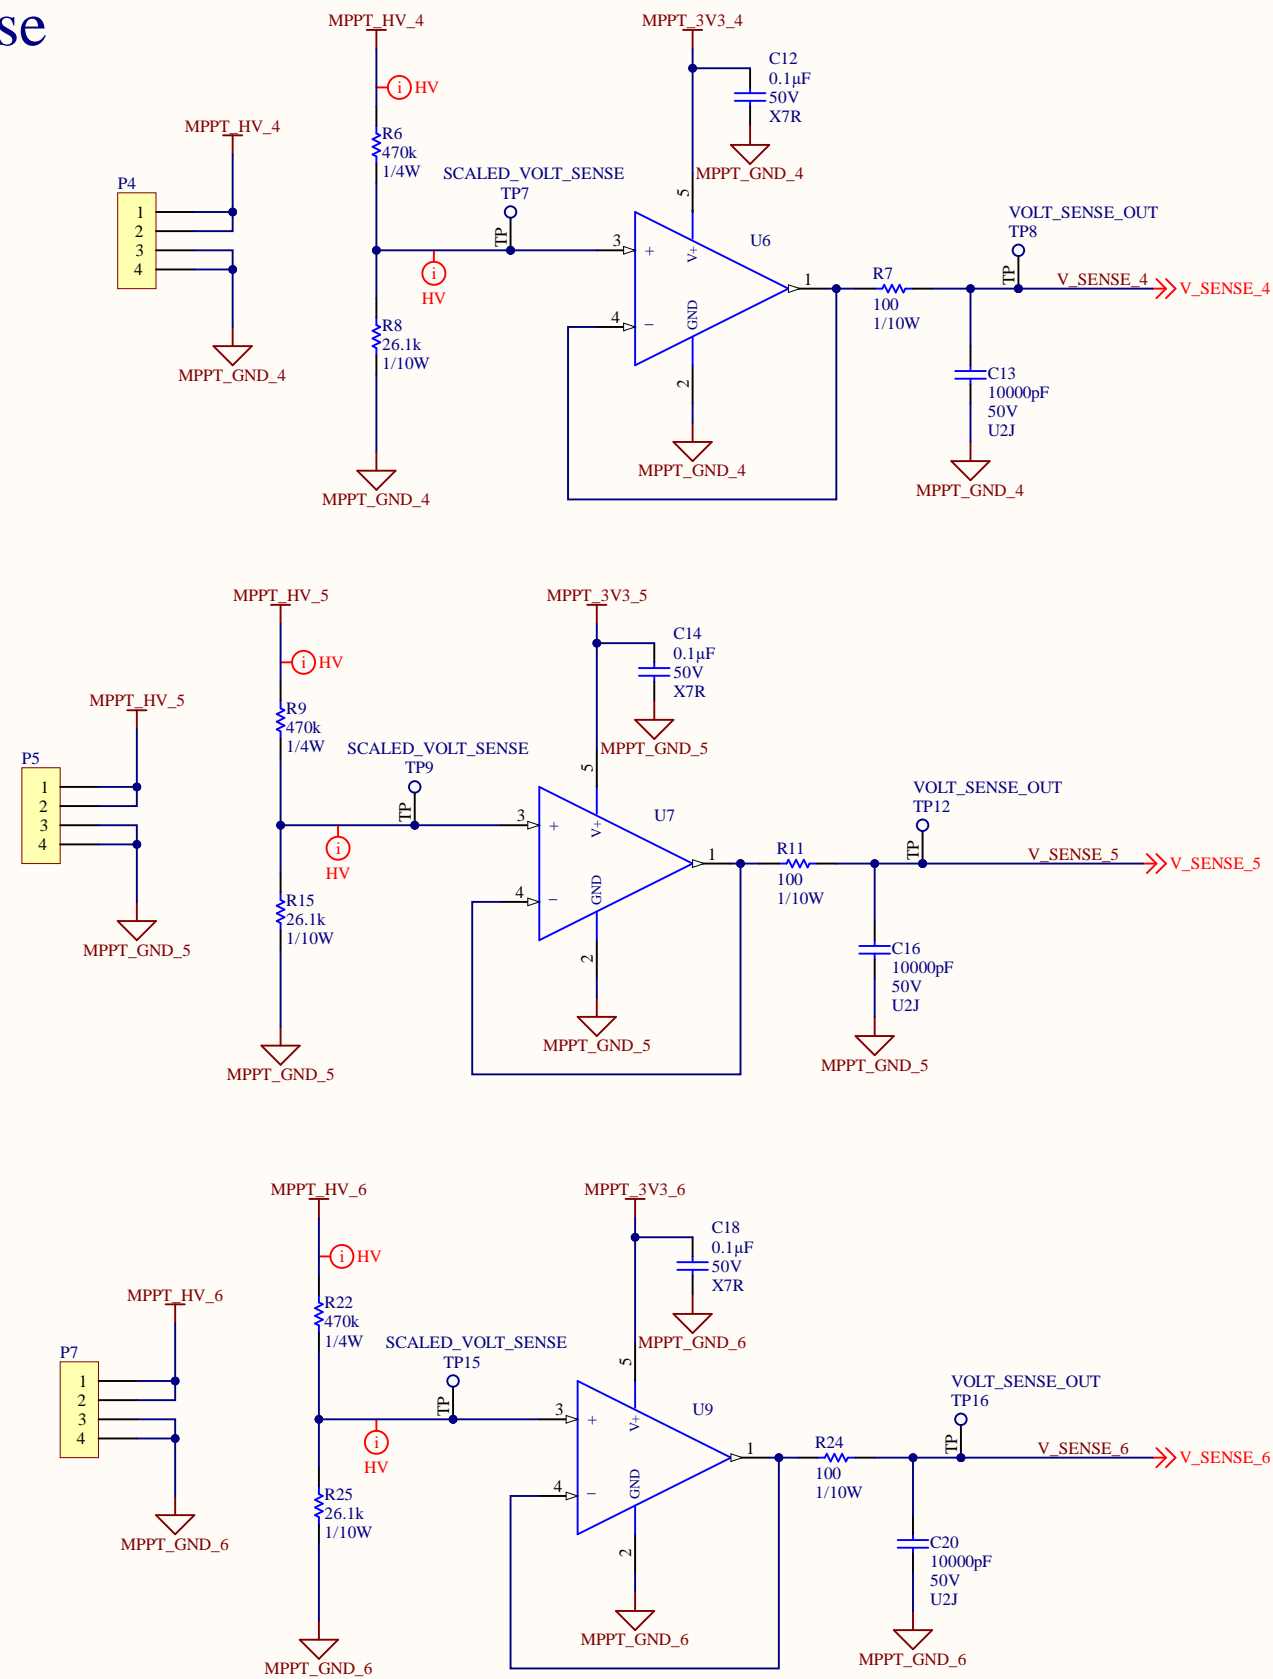 se
MPPT_HV_4
HV
R6
470k
1/4W
MPPT_3V3_4
C12
0.1µF
50V
X7R
MPPT_GND_4
MPPT_HV_4
P4
1
2
3
4
MPPT_GND_4
SCALED_VOLT_SENSE
TP7
TP
HV
R8
26.1k
1/10W
MPPT_GND_4
5
3
+
V+
U6
1
4
−
GND
2
MPPT_GND_4
R7
100
1/10W
VOLT_SENSE_OUT
TP8
TP
V_SENSE_4
V_SENSE_4
C13
10000pF
50V
U2J
MPPT_GND_4
MPPT_HV_5
HV
R9
470k
1/4W
MPPT_3V3_5
C14
0.1µF
50V
X7R
MPPT_GND_5
MPPT_HV_5
P5
1
2
3
4
MPPT_GND_5
SCALED_VOLT_SENSE
TP9
TP
HV
R15
26.1k
1/10W
MPPT_GND_5
5
3
+
V+
U7
1
4
−
GND
2
MPPT_GND_5
R11
100
1/10W
VOLT_SENSE_OUT
TP12
TP
V_SENSE_5
V_SENSE_5
C16
10000pF
50V
U2J
MPPT_GND_5
MPPT_HV_6
HV
R22
470k
1/4W
MPPT_3V3_6
C18
0.1µF
50V
X7R
MPPT_GND_6
MPPT_HV_6
P7
1
2
3
4
MPPT_GND_6
SCALED_VOLT_SENSE
TP15
TP
HV
R25
26.1k
1/10W
MPPT_GND_6
5
3
+
V+
U9
1
4
−
GND
2
MPPT_GND_6
R24
100
1/10W
VOLT_SENSE_OUT
TP16
TP
V_SENSE_6
V_SENSE_6
C20
10000pF
50V
U2J
MPPT_GND_6